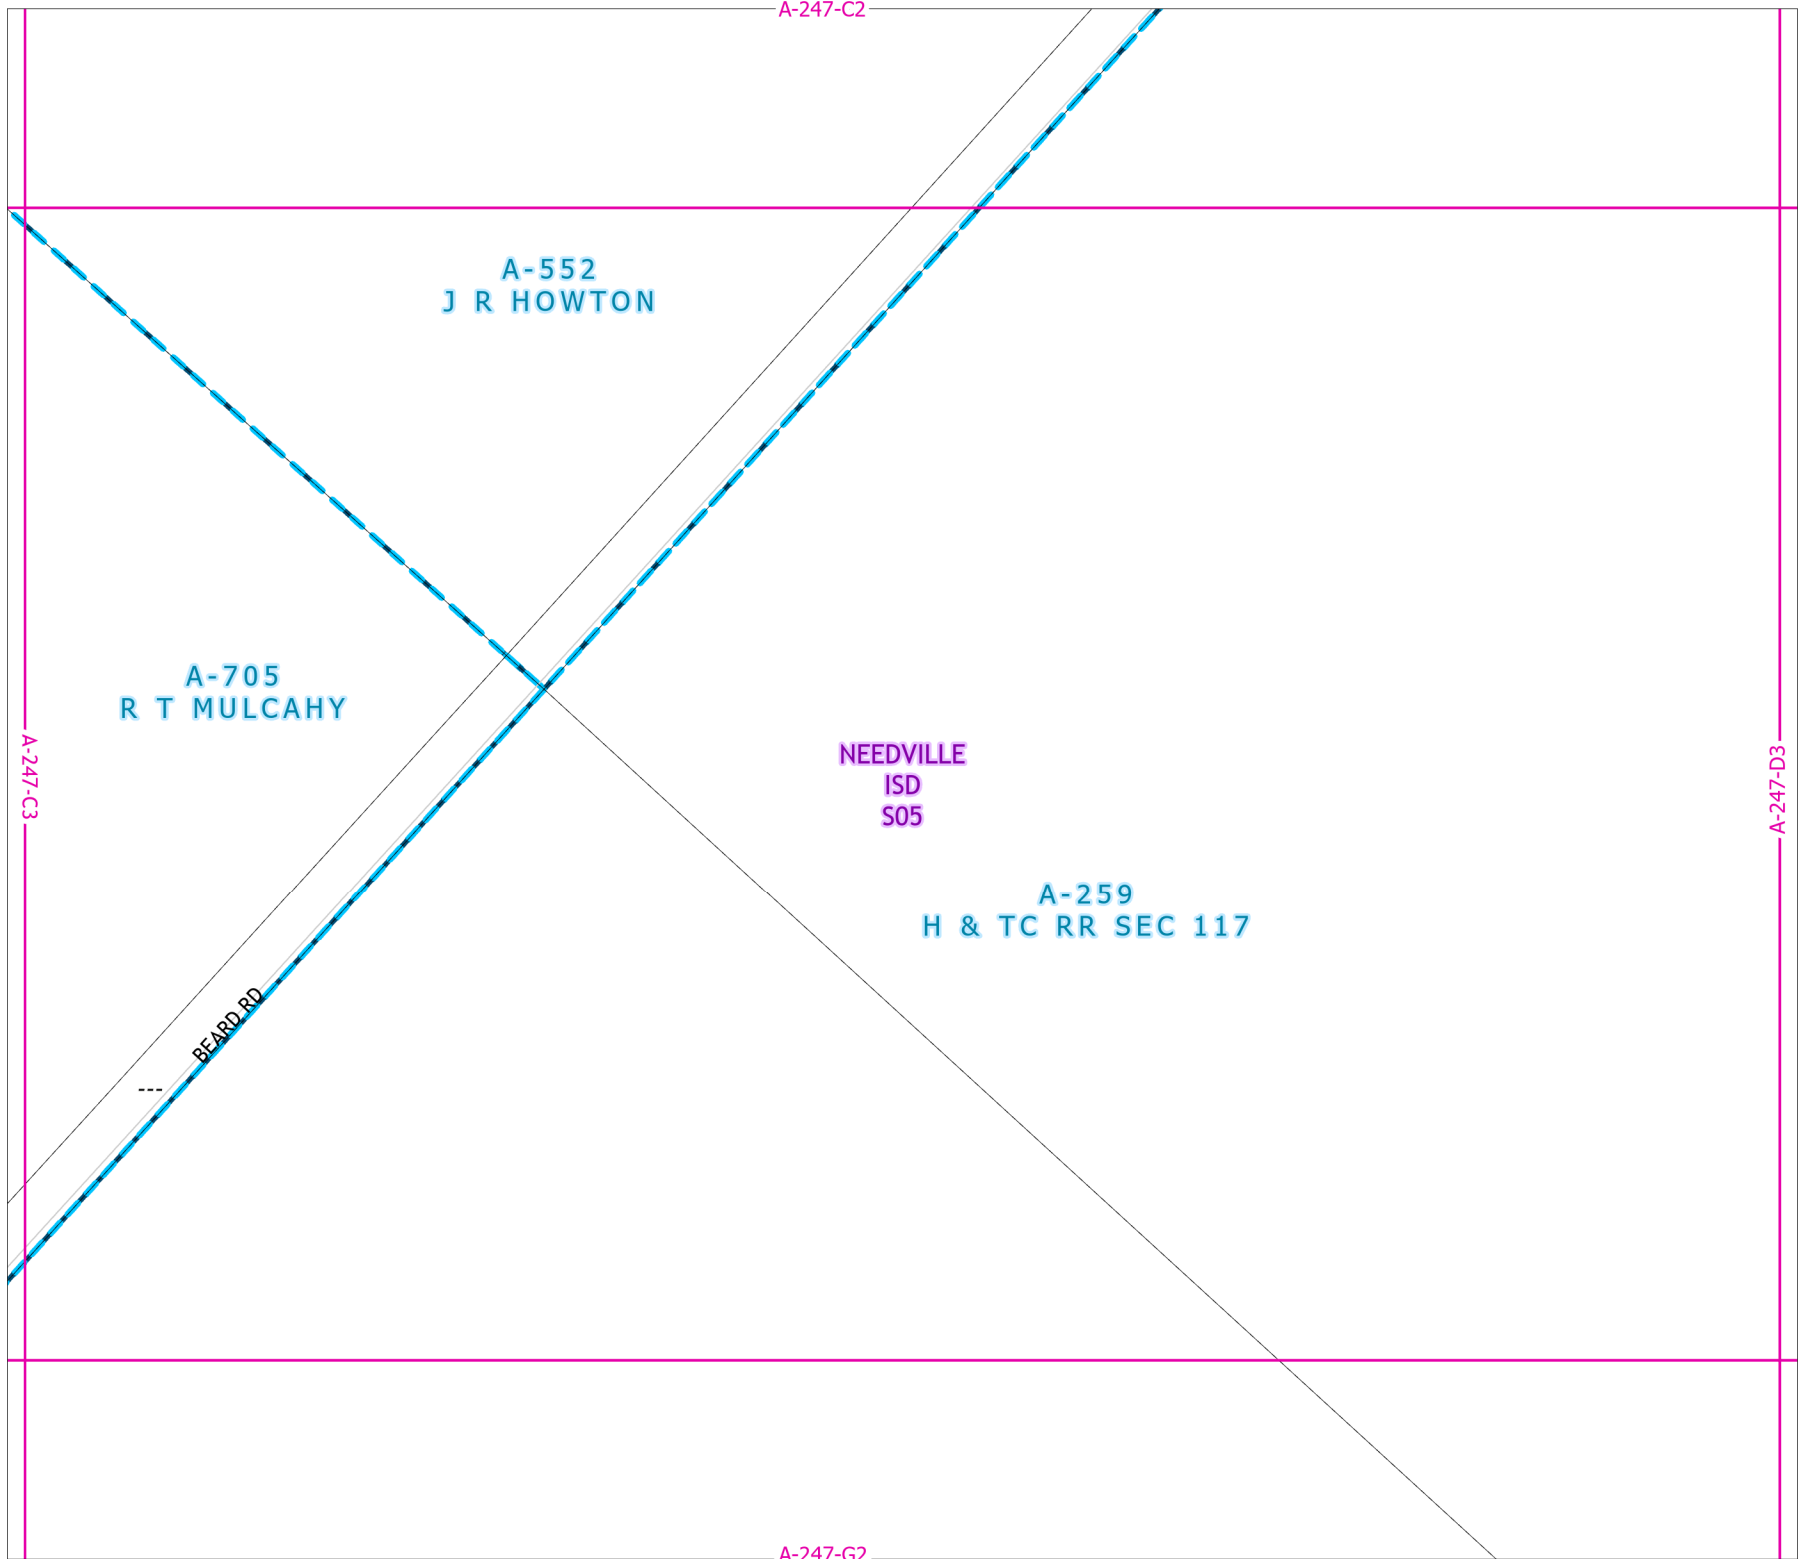 A-247-C2
A-552
J R HOWTON
A-705
R T MULCAHY
A-247-C3
NEEDVILLE
ISD
S05
A-247-D3
A-259
H & TC RR SEC 117
BEARD RD
---
A-247-G2